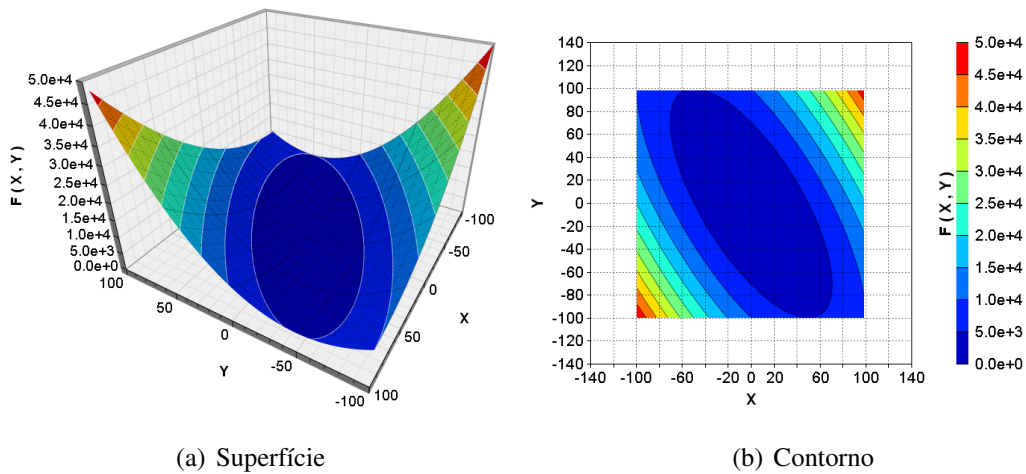 5.0e+4
4.5e+4
4.0e+4
3.5e+4
3.0e+4
2.5e+4
2.0e+4
1.5e+4
1.0e+4
5.0e+3
0.0e+0
F(X,Y)
100
50
0
-50
-100
Y
-100
-50
0
50
100
X
140
120
100
80
60
40
20
0
-20
-40
-60
-80
-100
-120
-140
Y
-140
-100
-60
-20
0
20
60
100
140
X
5.0e+4
4.5e+4
4.0e+4
3.5e+4
3.0e+4
2.5e+4
2.0e+4
1.5e+4
1.0e+4
5.0e+3
0.0e+0
F(X,Y)
(a) Superfície
(b) Contorno